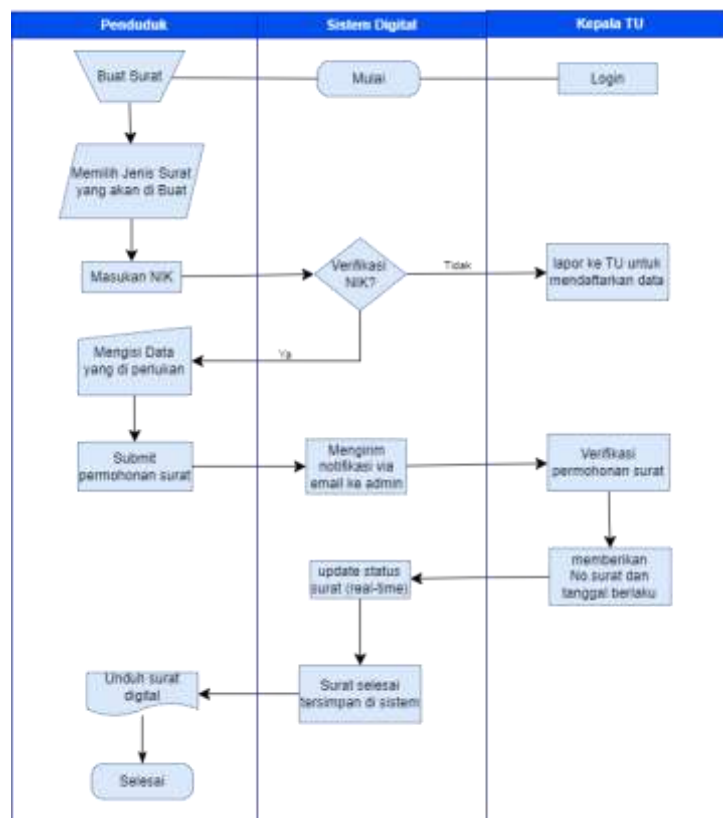 Penduduk
Sistem Digital
Kepala TU
Buat Surat
Mulai
Login
Memilih Jenis Surat
yang akan di Buat
Masukan NIK
Verifikasi
NIK?
Tidak
lapor ke TU untuk
mendaftarkan data
Ya
Mengisi Data
yang di perlukan
Submit
permohonan surat
Mengirim
notifikasi via
email ke admin
Verifikasi
permohonan surat
update status
surat (real-time)
memberikan
No.surat dan
tanggal berlaku
Unduh surat
digital
Surat selesai
tersimpan di sistem
Selesai